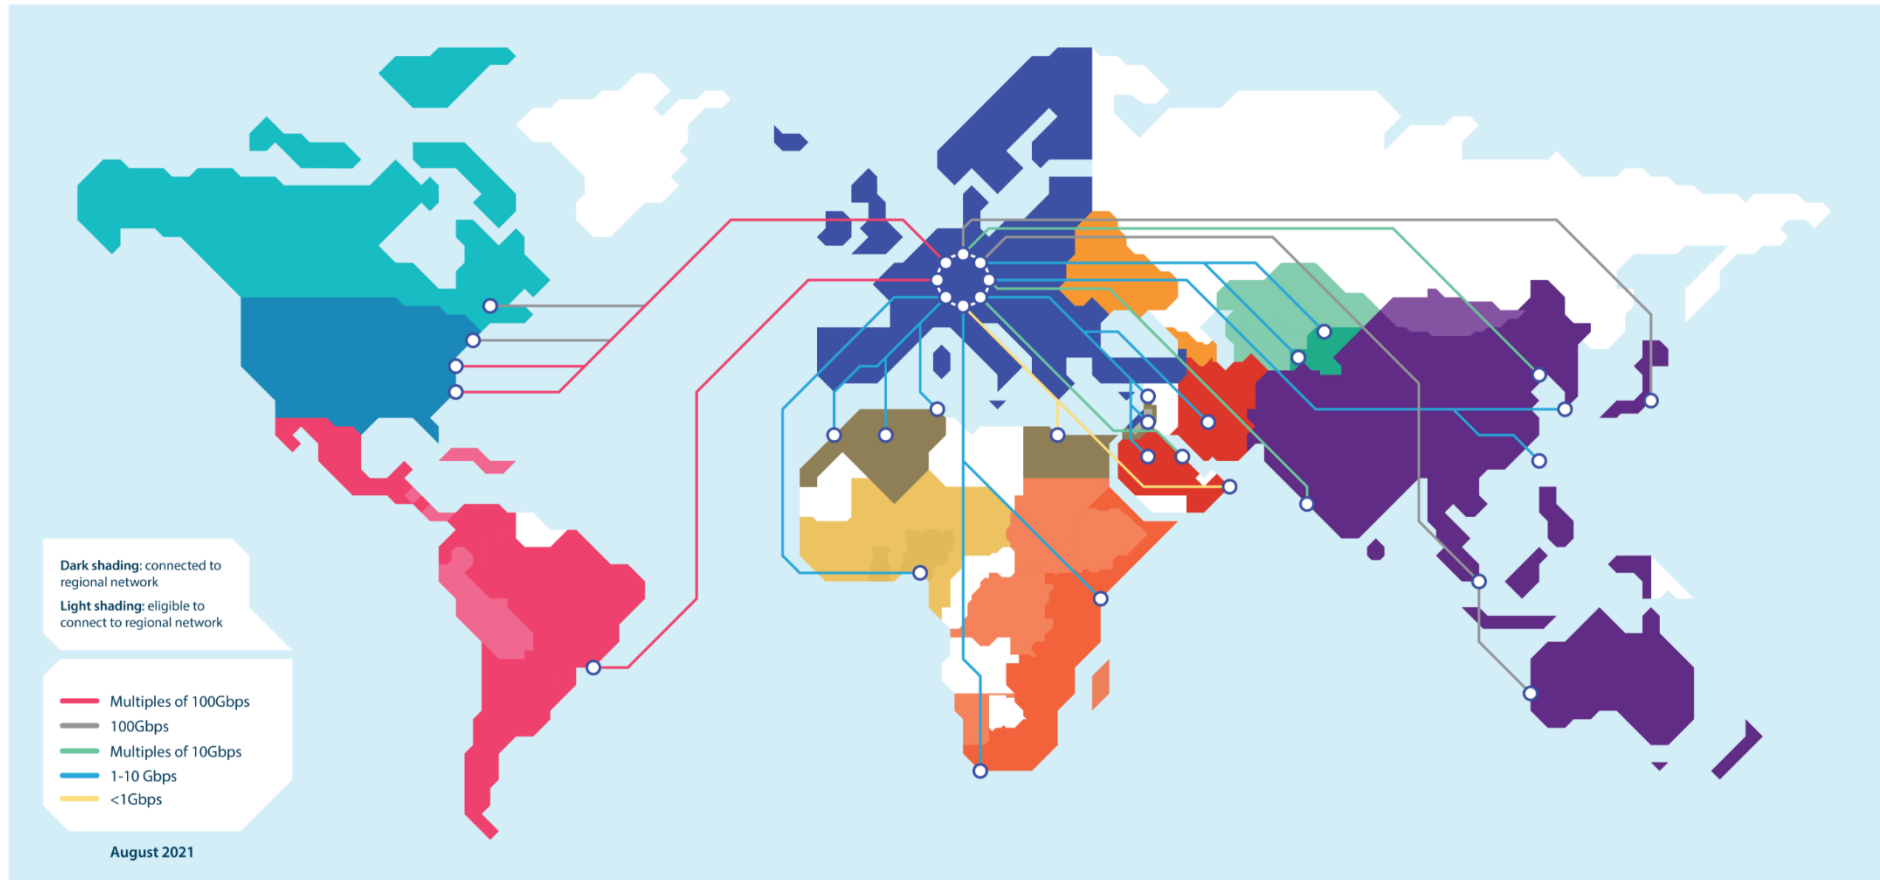 Dark shading: connected to
regional network
Light shading: eligible to
connect to regional network
Multiples of 100Gbps
100Gbps
Multiples of 10Gbps
1-10 Gbps
<1Gbps
August 2021